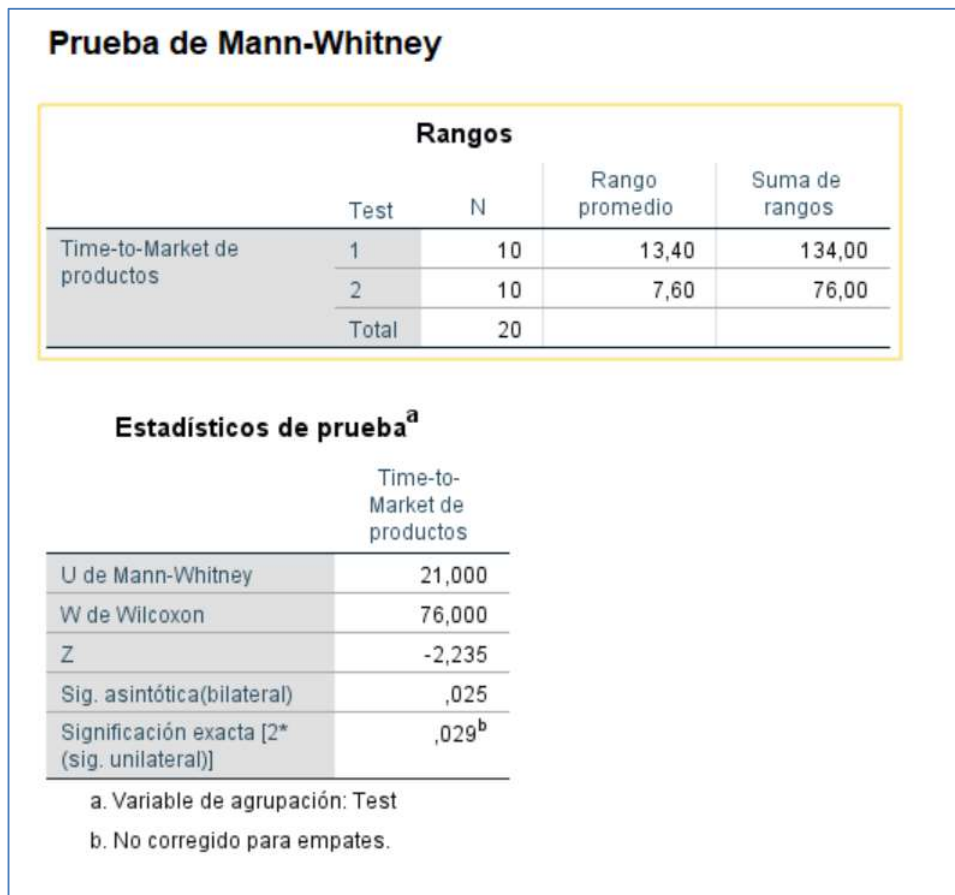 Prueba de Mann-Whitney
Rangos
Test N Rango promedio Suma de rangos
Time-to-Market de productos 1 10 13,40 134,00
2 10 7,60 76,00
Total 20
Estadísticos de prueba^a
Time-to-
Market de
productos
U de Mann-Whitney 21,000
W de Wilcoxon 76,000
Z -2,235
Sig. asintótica(bilateral) ,025
Significación exacta [2* (sig. unilateral)] ,029^b
a. Variable de agrupación: Test
b. No corregido para empates.